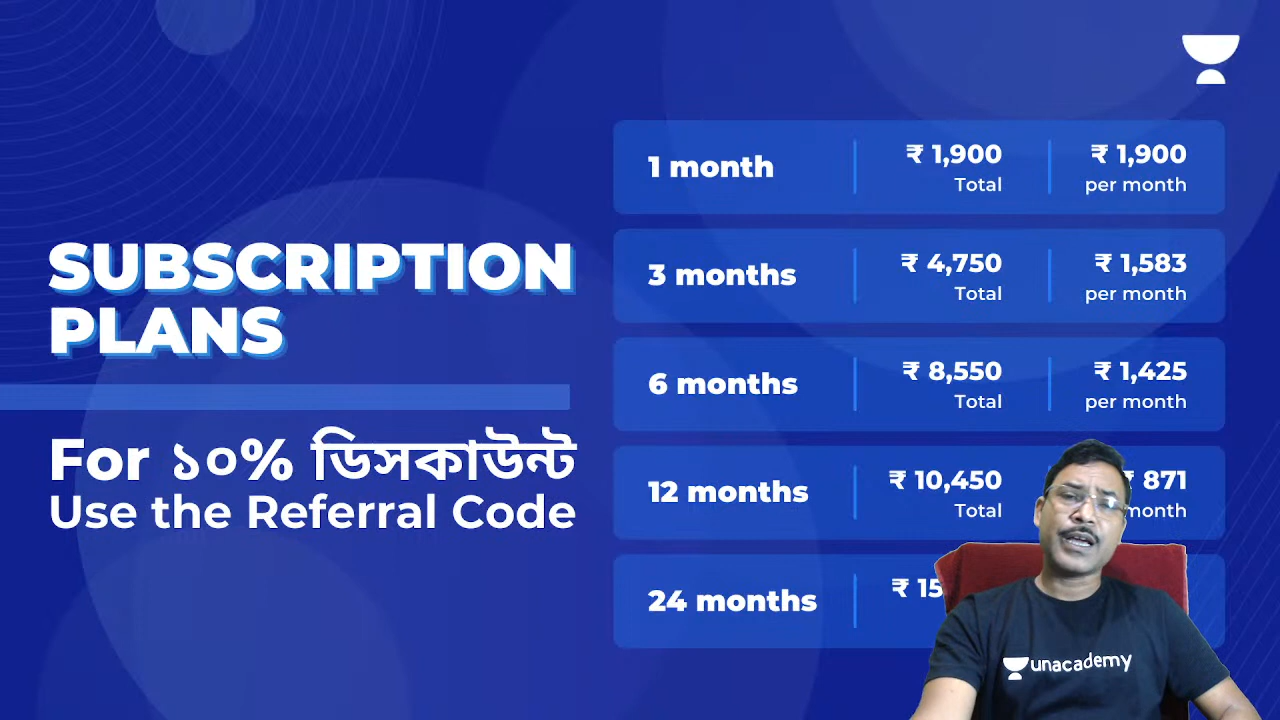 SUBSCRIPTION
PLANS
For ১০% ডিসকাউন্ট
Use the Referral Code
1 month
₹ 1,900
Total
₹ 1,900
per month
3 months
₹ 4,750
Total
₹ 1,583
per month
6 months
₹ 8,550
Total
₹ 1,425
per month
12 months
₹ 10,450
Total
₹ 871
month
24 months
₹ 15
unacademy